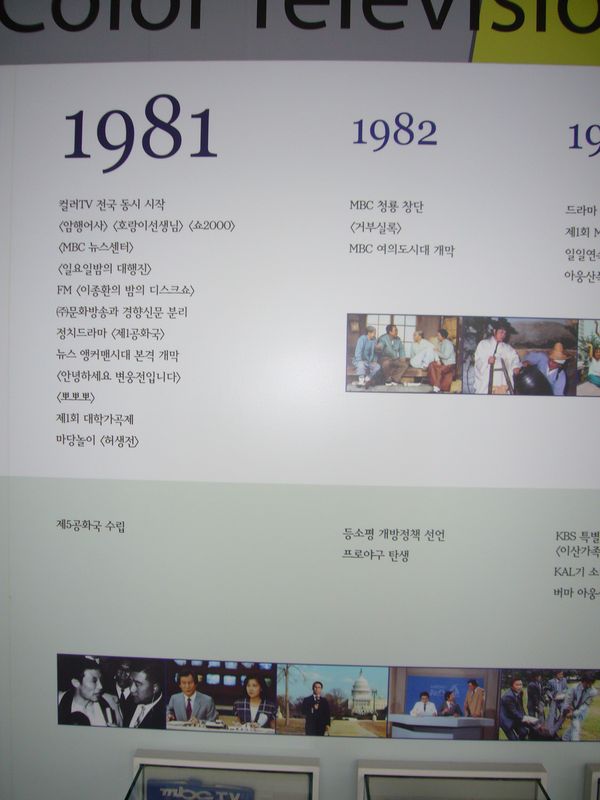 Color Televisio
1981
컬러TV 전국 동시 시작
〈암행어사〉 〈호랑이선생님〉 〈쇼2000〉
〈MBC 뉴스센터〉
〈일요일밤의 대행진〉
FM 〈이종환의 밤의 디스크쇼〉
㈜문화방송과 경향신문 분리
정치드라마 〈제1공화국〉
뉴스 앵커맨시대 본격 개막
〈안녕하세요 변웅전입니다〉
〈뽀뽀뽀〉
제1회 대학가곡제
마당놀이 〈허생전〉
제5공화국 수립
1982
MBC 청룡 창단
〈거부실록〉
MBC 여의도시대 개막
등소평 개방정책 선언
프로야구 탄생
19
드라마
제1회 M
일일연속
아웅산
KBS 특별
〈이산가족
KAL기 소
버마 아웅
mbc TV